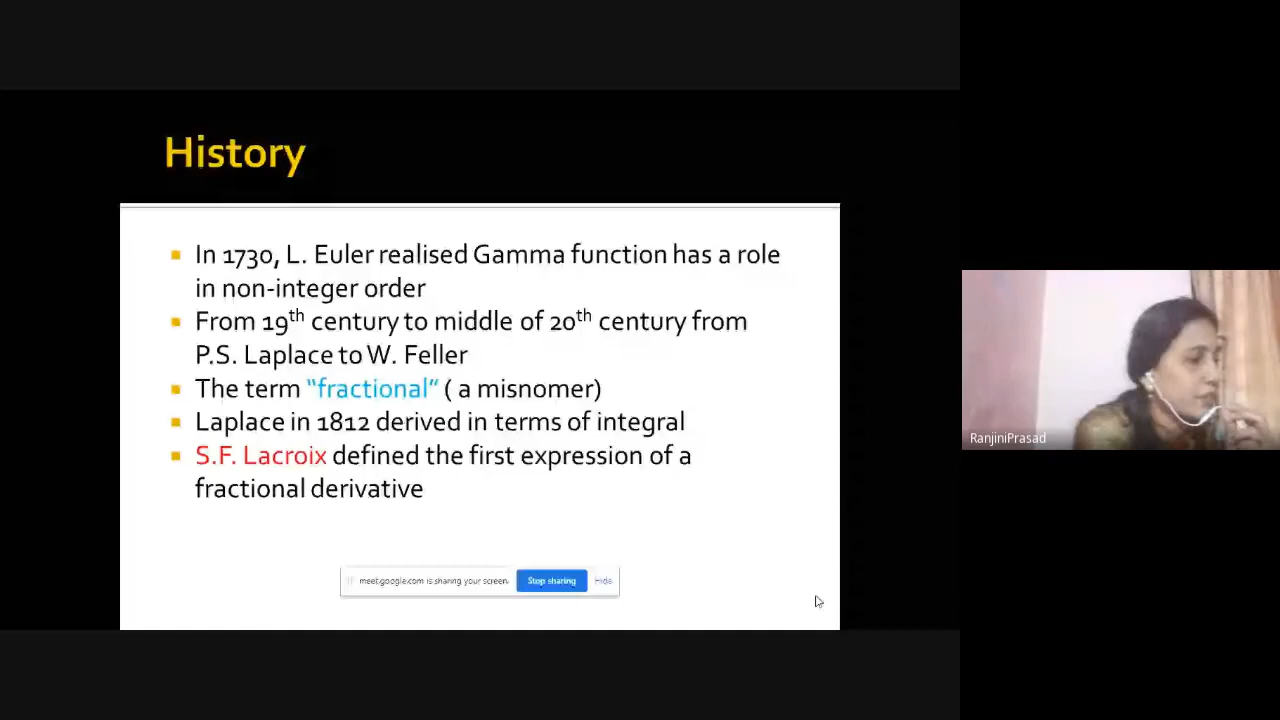 History
In 1730, L. Euler realised Gamma function has a role
in non-integer order
From 19th century to middle of 20th century from
P.S. Laplace to W. Feller
The term “fractional” ( a misnomer)
Laplace in 1812 derived in terms of integral
S.F. Lacroix defined the first expression of a
fractional derivative
meet.google.com is sharing your screen. Stop sharing Hide
RanjiniPrasad